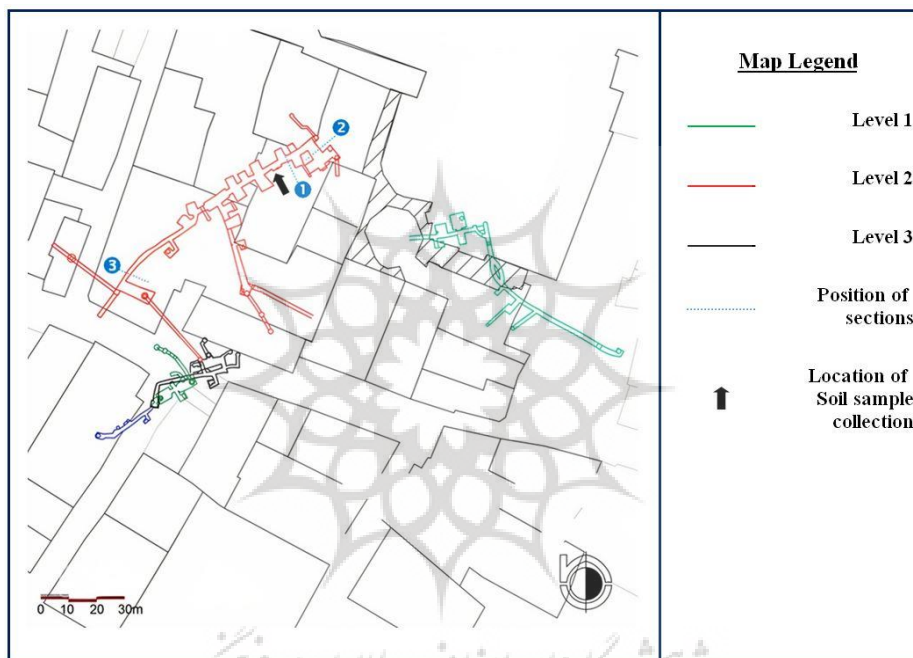 2
1
3
0 10 20 30m
Map Legend
Level 1
Level 2
Level 3
Position of
sections
Location of
Soil sample
collection